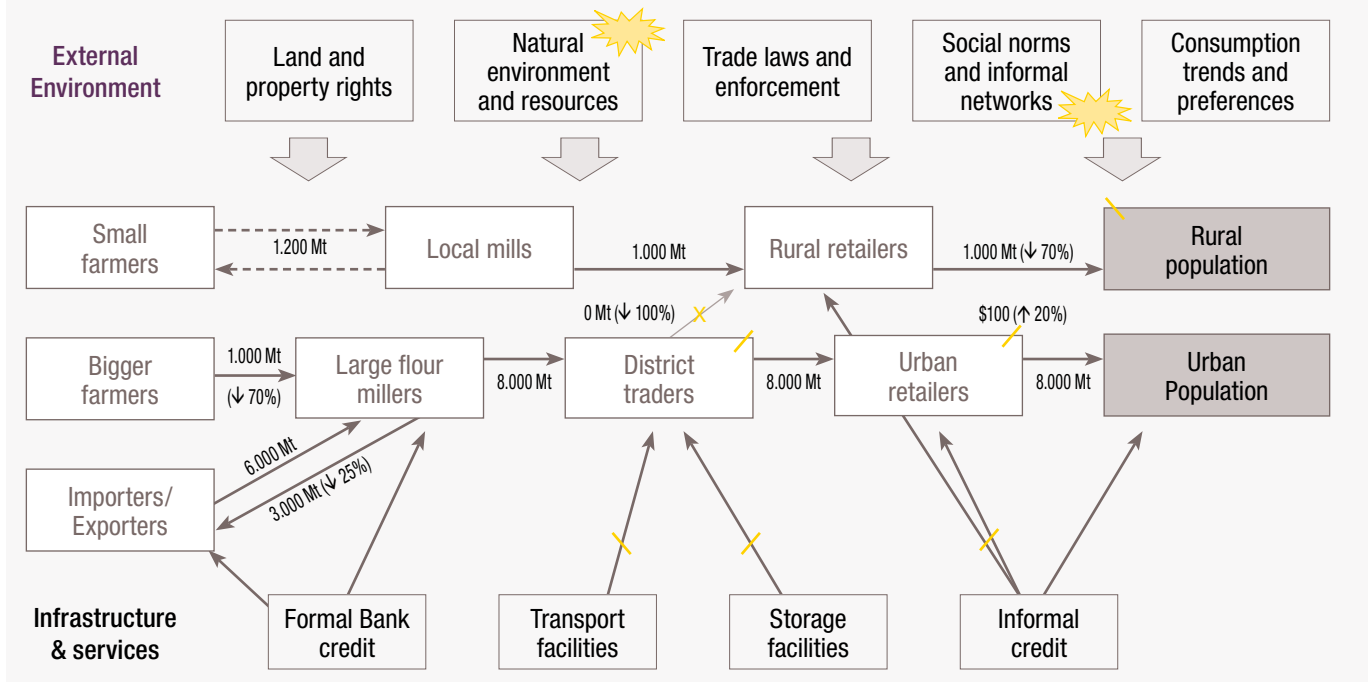 External
Environment
Land and
property rights
Natural
environment
and resources
Trade laws and
enforcement
Social norms
and informal
networks
Consumption
trends and
preferences
Small
farmers
1.200 Mt
Local mills
1.000 Mt
Rural retailers
1.000 Mt (↓ 70%)
Rural
population
0 Mt (↓ 100%)
X
$100 (↑ 20%)
Bigger
farmers
1.000 Mt
(↓ 70%)
Large flour
millers
8.000 Mt
District
traders
8.000 Mt
Urban
retailers
8.000 Mt
Urban
Population
6.000 Mt
3.000 Mt (↓ 25%)
Importers/
Exporters
Infrastructure
& services
Formal Bank
credit
Transport
facilities
Storage
facilities
Informal
credit